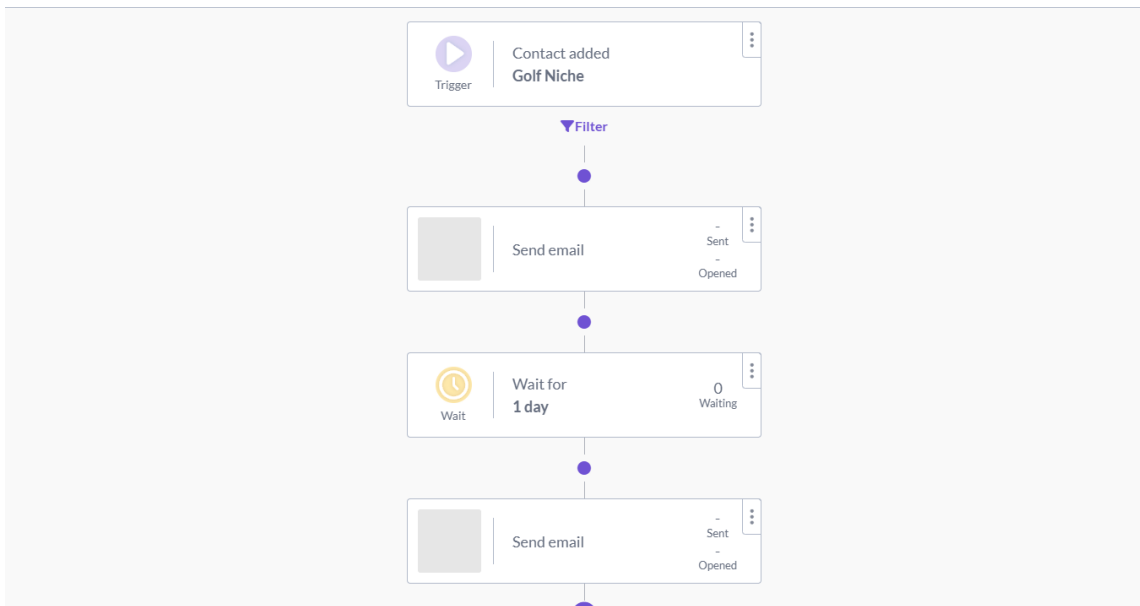 Contact added
Golf Niche
Trigger
Filter
Send email
-
Sent
-
Opened
Wait for
1 day
Wait
0
Waiting
Send email
-
Sent
-
Opened